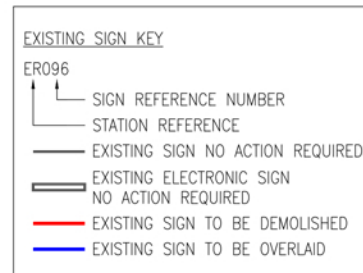 EXISTING SIGN KEY
ER096
SIGN REFERENCE NUMBER
STATION REFERENCE
EXISTING SIGN NO ACTION REQUIRED
EXISTING ELECTRONIC SIGN
NO ACTION REQUIRED
EXISTING SIGN TO BE DEMOLISHED
EXISTING SIGN TO BE OVERLAID